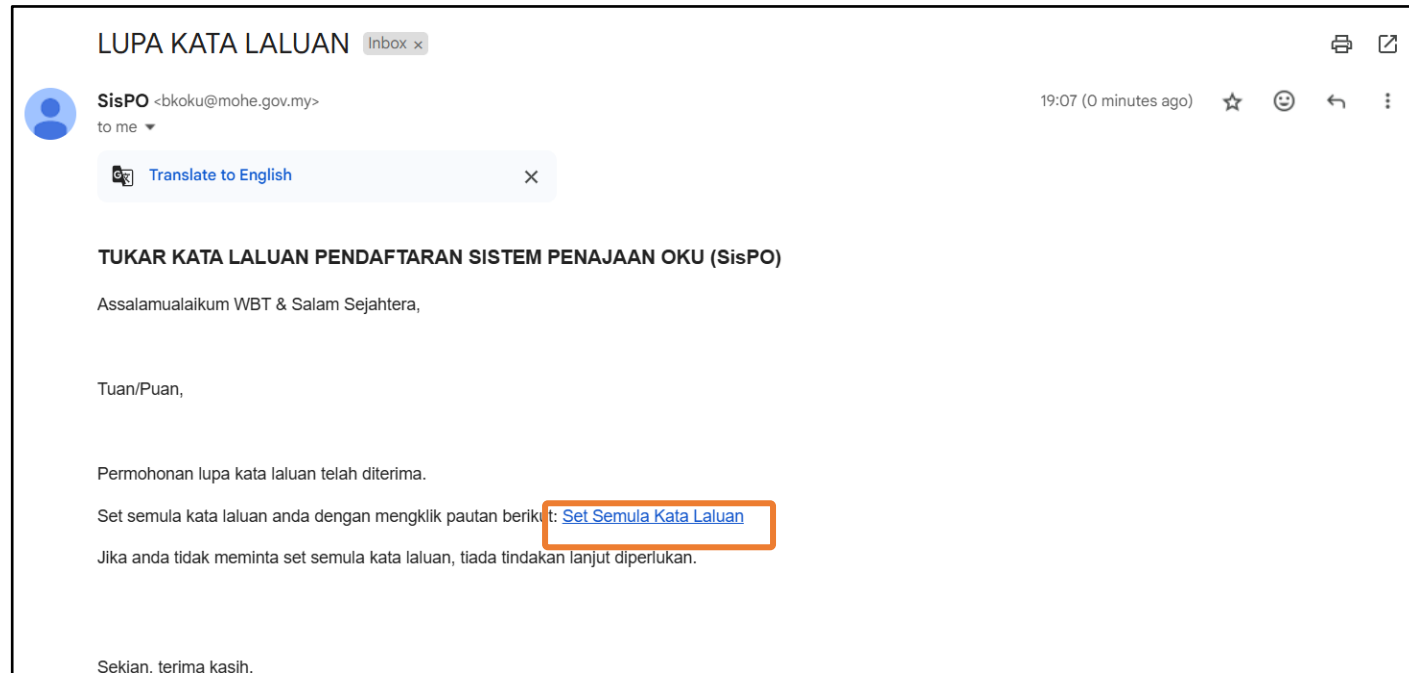 LUPA KATA LALUAN Inbox ×
SisPO <bkoku@mohe.gov.my> 19:07 (0 minutes ago)
to me
Translate to English
TUKAR KATA LALUAN PENDAFTARAN SISTEM PENAJAAN OKU (SisPO)
Assalamualaikum WBT & Salam Sejahtera,
Tuan/Puan,
Permohonan lupa kata laluan telah diterima.
Set semula kata laluan anda dengan mengklik pautan berikut: Set Semula Kata Laluan
Jika anda tidak meminta set semula kata laluan, tiada tindakan lanjut diperlukan.
Sekian, terima kasih.